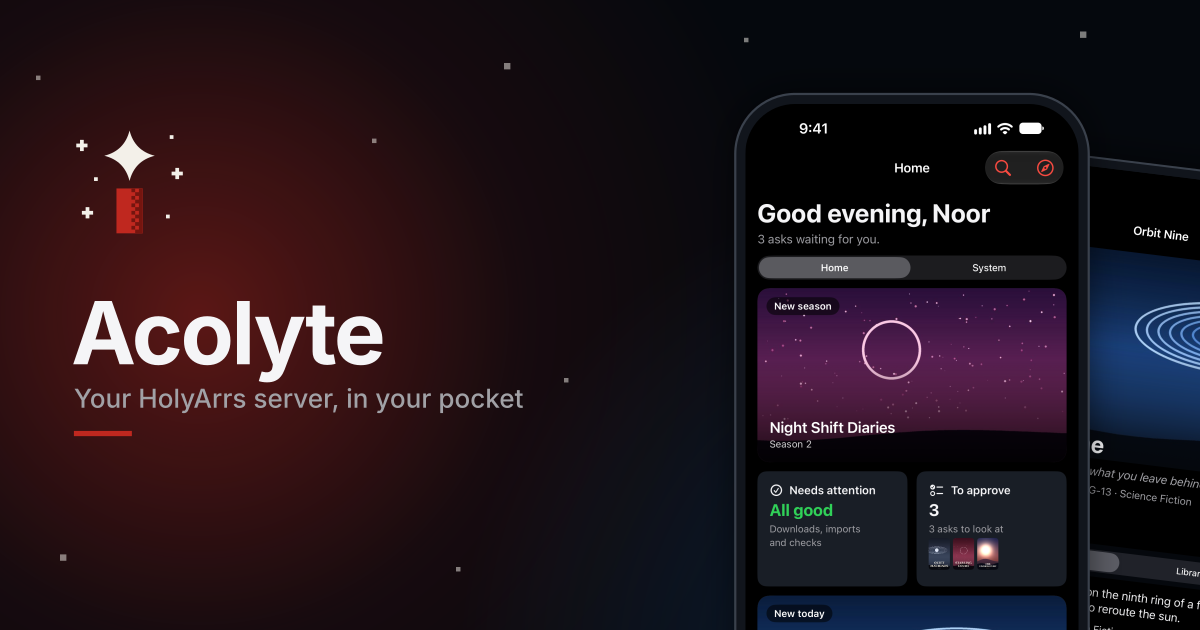 Acolyte
Your HolyArrs server, in your pocket
9:41
Home
Good evening, Noor
3 asks waiting for you.
Home
System
New season
Night Shift Diaries
Season 2
Needs attention
All good
Downloads, imports
and checks
To approve
3
3 asks to look at
New today
Orbit Nine
e
what you leave behin
G-13 · Science Fiction
Librar
on the ninth ring of a f
o reroute the sun.